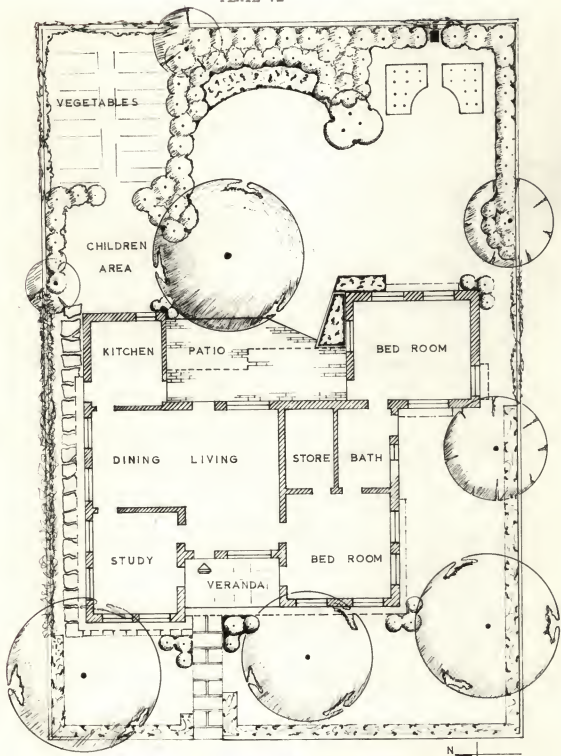 VEGETABLES
CHILDREN
AREA
KITCHEN
PATIO
BED ROOM
DINING LIVING
STORE
BATH
STUDY
BED ROOM
VERANDA
N